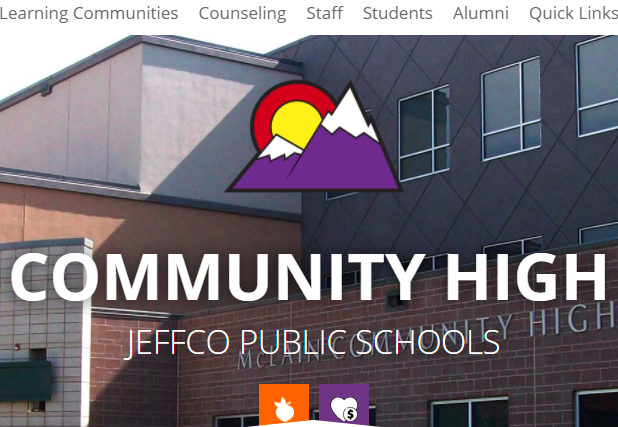 Learning Communities Counseling Staff Students Alumni Quick Links
COMMUNITY HIGH
JEFFCO PUBLIC SCHOOLS
McLAIN COMMUNITY HIGH
$